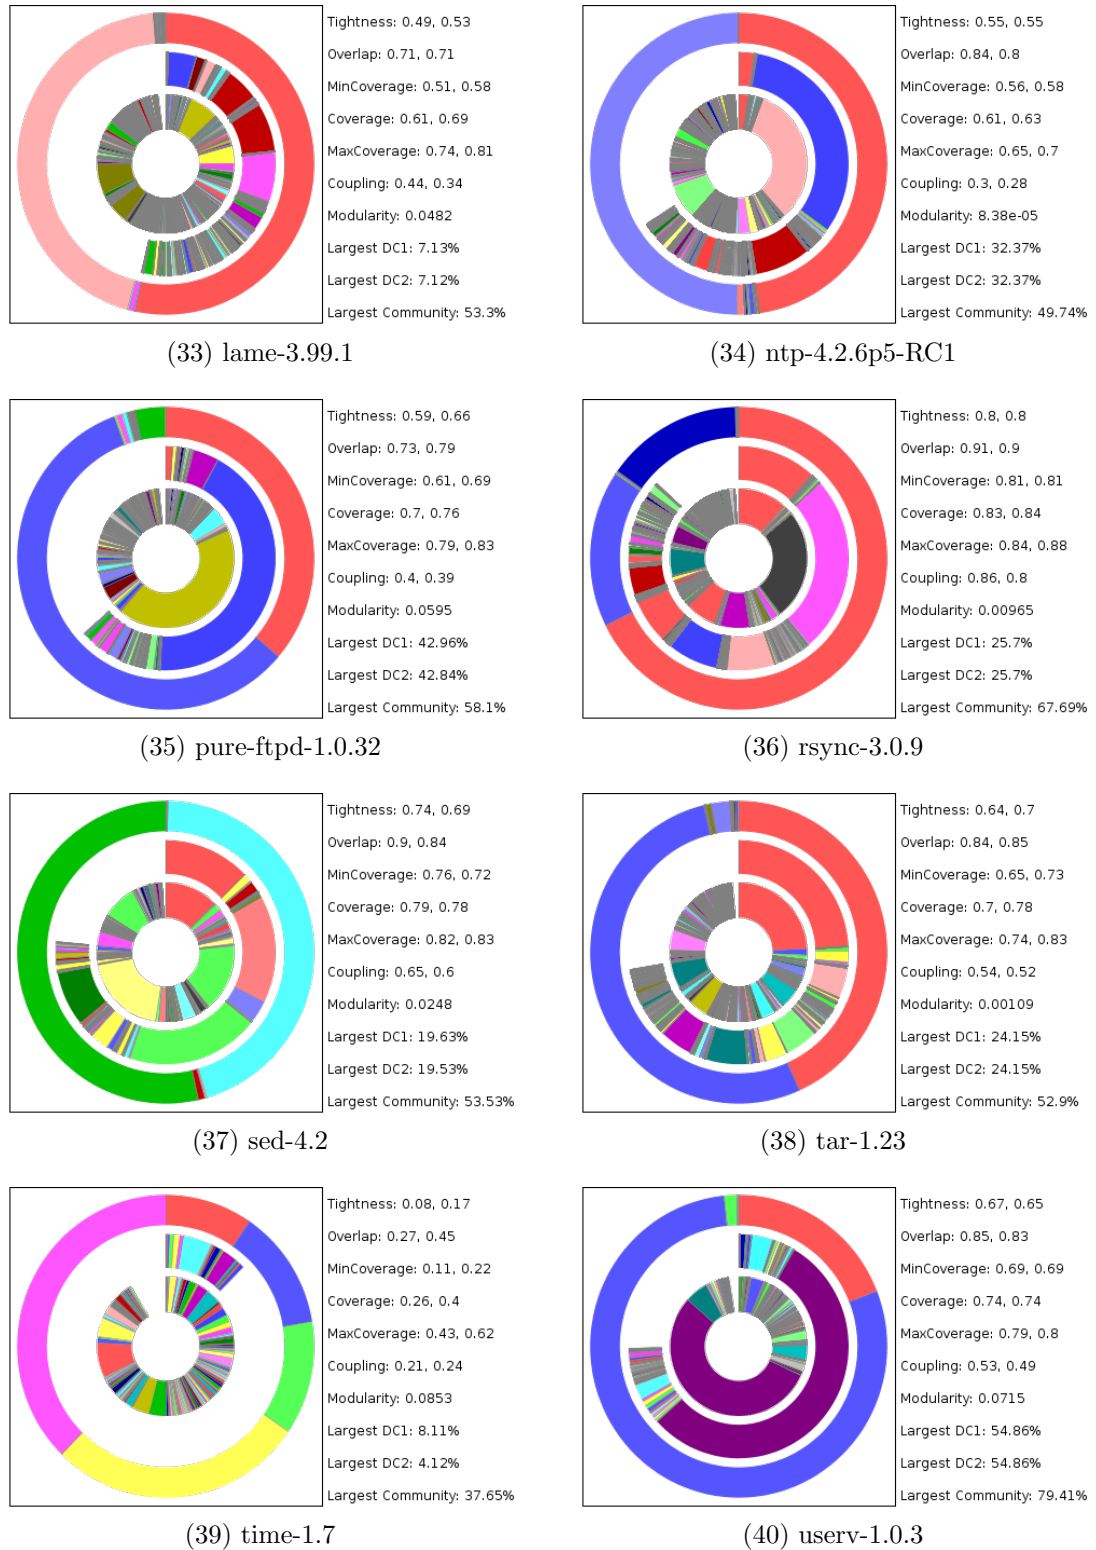 Tightness: 0.49, 0.53
Overlap: 0.71, 0.71
MinCoverage: 0.51, 0.58
Coverage: 0.61, 0.69
MaxCoverage: 0.74, 0.81
Coupling: 0.44, 0.34
Modularity: 0.0482
Largest DC1: 7.13%
Largest DC2: 7.12%
Largest Community: 53.3%
(33) lame-3.99.1
Tightness: 0.55, 0.55
Overlap: 0.84, 0.8
MinCoverage: 0.56, 0.58
Coverage: 0.61, 0.63
MaxCoverage: 0.65, 0.7
Coupling: 0.3, 0.28
Modularity: 8.38e-05
Largest DC1: 32.37%
Largest DC2: 32.37%
Largest Community: 49.74%
(34) ntp-4.2.6p5-RC1
Tightness: 0.59, 0.66
Overlap: 0.73, 0.79
MinCoverage: 0.61, 0.69
Coverage: 0.7, 0.76
MaxCoverage: 0.79, 0.83
Coupling: 0.4, 0.39
Modularity: 0.0595
Largest DC1: 42.96%
Largest DC2: 42.84%
Largest Community: 58.1%
(35) pure-ftpd-1.0.32
Tightness: 0.8, 0.8
Overlap: 0.91, 0.9
MinCoverage: 0.81, 0.81
Coverage: 0.83, 0.84
MaxCoverage: 0.84, 0.88
Coupling: 0.86, 0.8
Modularity: 0.00965
Largest DC1: 25.7%
Largest DC2: 25.7%
Largest Community: 67.69%
(36) rsync-3.0.9
Tightness: 0.74, 0.69
Overlap: 0.9, 0.84
MinCoverage: 0.76, 0.72
Coverage: 0.79, 0.78
MaxCoverage: 0.82, 0.83
Coupling: 0.65, 0.6
Modularity: 0.0248
Largest DC1: 19.63%
Largest DC2: 19.53%
Largest Community: 53.53%
(37) sed-4.2
Tightness: 0.64, 0.7
Overlap: 0.84, 0.85
MinCoverage: 0.65, 0.73
Coverage: 0.7, 0.78
MaxCoverage: 0.74, 0.83
Coupling: 0.54, 0.52
Modularity: 0.00109
Largest DC1: 24.15%
Largest DC2: 24.15%
Largest Community: 52.9%
(38) tar-1.23
Tightness: 0.08, 0.17
Overlap: 0.27, 0.45
MinCoverage: 0.11, 0.22
Coverage: 0.26, 0.4
MaxCoverage: 0.43, 0.62
Coupling: 0.21, 0.24
Modularity: 0.0853
Largest DC1: 8.11%
Largest DC2: 4.12%
Largest Community: 37.65%
(39) time-1.7
Tightness: 0.67, 0.65
Overlap: 0.85, 0.83
MinCoverage: 0.69, 0.69
Coverage: 0.74, 0.74
MaxCoverage: 0.79, 0.8
Coupling: 0.53, 0.49
Modularity: 0.0715
Largest DC1: 54.86%
Largest DC2: 54.86%
Largest Community: 79.41%
(40) userv-1.0.3